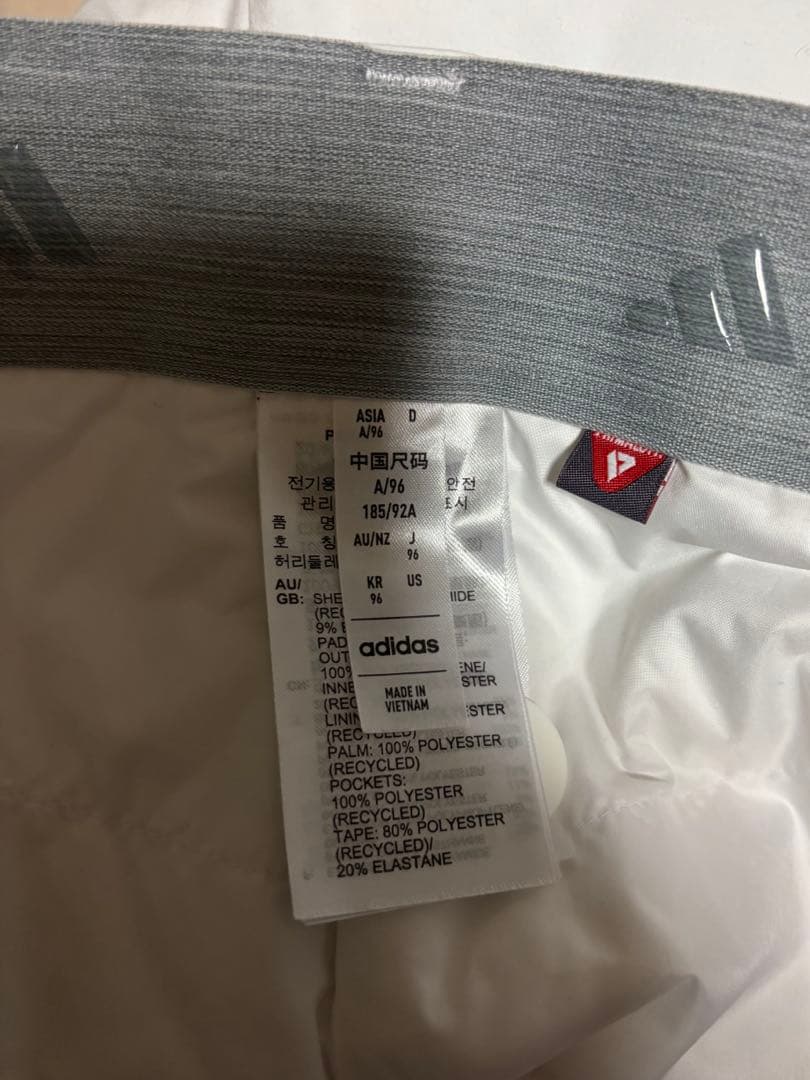 ASIA D
A/96
中国尺码
A/96
185/92A
AU/NZ J
96
KR US
96
adidas
MADE IN
VIETNAM
전기용 안전
관리 표시
품 명
호 칭
허리둘레
AU/
GB: SHE
(REC
9%
PAD
OUT
100%
INNE STER
(REC
LININ STER
(RECYCLED)
PALM: 100% POLYESTER
(RECYCLED)
POCKETS:
100% POLYESTER
(RECYCLED)
TAPE: 80% POLYESTER
(RECYCLED)/
20% ELASTANE